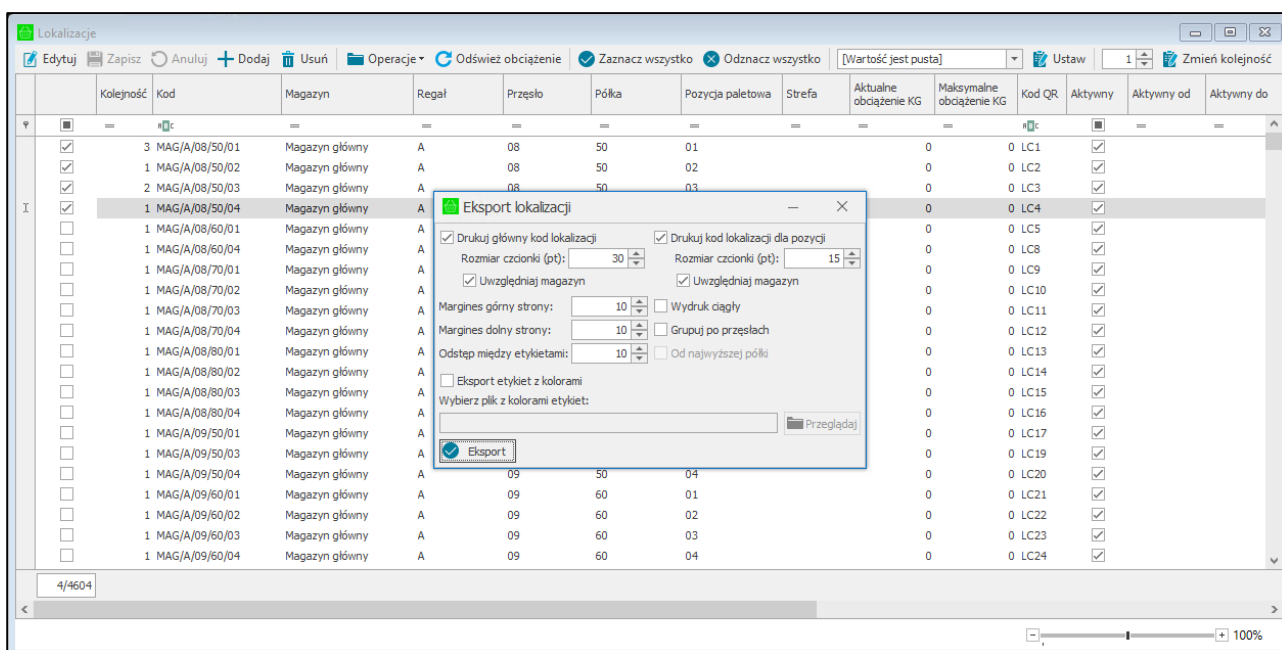 Lokalizacje
Edytuj Zapisz Anuluj Dodaj Usuń Operacje Odśwież obciążenie Zaznacz wszystko Odznacz wszystko [Wartość jest pusta] Ustaw 1 Zmień kolejność
Kolejność Kod Magazyn Regał Przęsło Półka Pozycja paletowa Strefa Aktualne obciążenie KG Maksymalne obciążenie KG Kod QR Aktywny Aktywny od Aktywny do
3 MAG/A/08/50/01 Magazyn główny A 08 50 01 0 0 LC1
1 MAG/A/08/50/02 Magazyn główny A 08 50 02 0 0 LC2
2 MAG/A/08/50/03 Magazyn główny A 08 50 03 0 0 LC3
1 MAG/A/08/50/04 Magazyn główny A 0 0 LC4
1 MAG/A/08/60/01 Magazyn główny A 0 0 LC5
1 MAG/A/08/60/04 Magazyn główny A 0 0 LC8
1 MAG/A/08/70/01 Magazyn główny A 0 0 LC9
1 MAG/A/08/70/02 Magazyn główny A 0 0 LC10
1 MAG/A/08/70/03 Magazyn główny A 0 0 LC11
1 MAG/A/08/70/04 Magazyn główny A 0 0 LC12
1 MAG/A/08/80/01 Magazyn główny A 0 0 LC13
1 MAG/A/08/80/02 Magazyn główny A 0 0 LC14
1 MAG/A/08/80/03 Magazyn główny A 0 0 LC15
1 MAG/A/08/80/04 Magazyn główny A 0 0 LC16
1 MAG/A/09/50/01 Magazyn główny A 0 0 LC17
1 MAG/A/09/50/03 Magazyn główny A 0 0 LC19
1 MAG/A/09/50/04 Magazyn główny A 09 50 04 0 0 LC20
1 MAG/A/09/60/01 Magazyn główny A 09 60 01 0 0 LC21
1 MAG/A/09/60/02 Magazyn główny A 09 60 02 0 0 LC22
1 MAG/A/09/60/03 Magazyn główny A 09 60 03 0 0 LC23
1 MAG/A/09/60/04 Magazyn główny A 09 60 04 0 0 LC24
4/4604
100%
Eksport lokalizacji
Drukuj główny kod lokalizacji Drukuj kod lokalizacji dla pozycji
Rozmiar czcionki (pt): 30 Rozmiar czcionki (pt): 15
Uwzględniaj magazyn Uwzględniaj magazyn
Margines górny strony: 10 Wydruk ciągły
Margines dolny strony: 10 Grupuj po przęsłach
Odstęp między etykietami: 10 Od najwyższej półki
Eksport etykiet z kolorami
Wybierz plik z kolorami etykiet:
Przeglądaj
Eksport